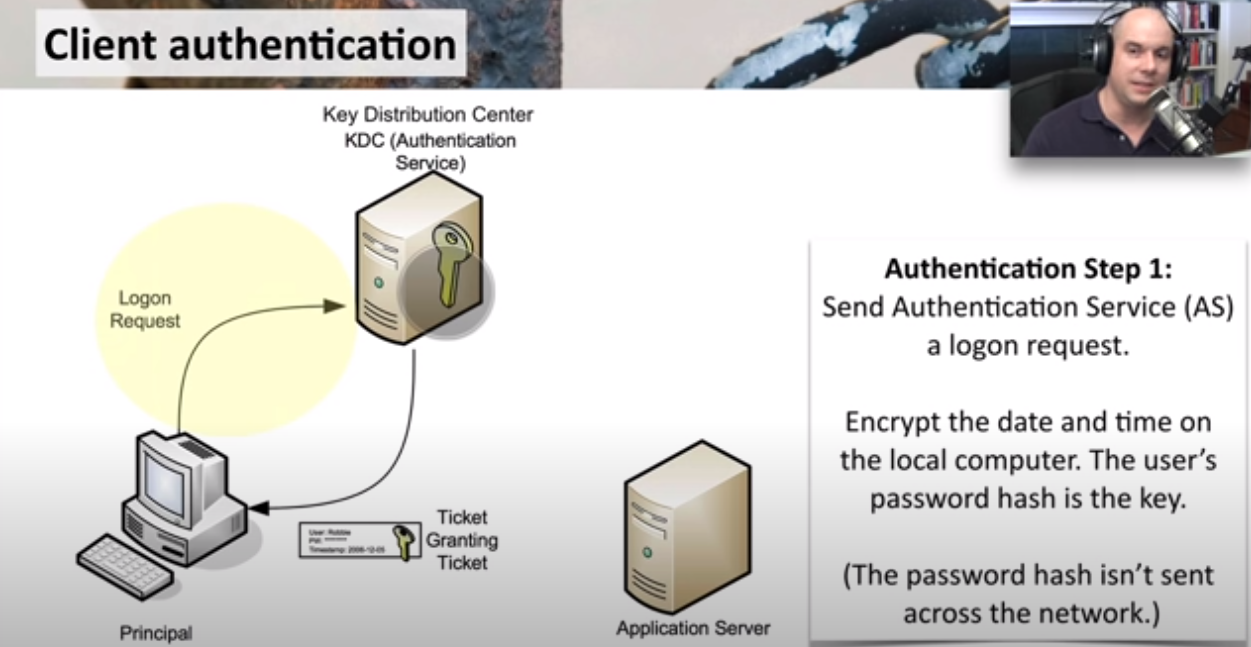 Client authentication
Key Distribution Center
KDC (Authentication
Service)
Logon
Request
Authentication Step 1:
Send Authentication Service (AS)
a logon request.
Encrypt the date and time on
the local computer. The user’s
password hash is the key.
(The password hash isn’t sent
across the network.)
User: Robbie
PW: *******
Timestamp: 2006-12-05
Ticket
Granting
Ticket
Principal
Application Server